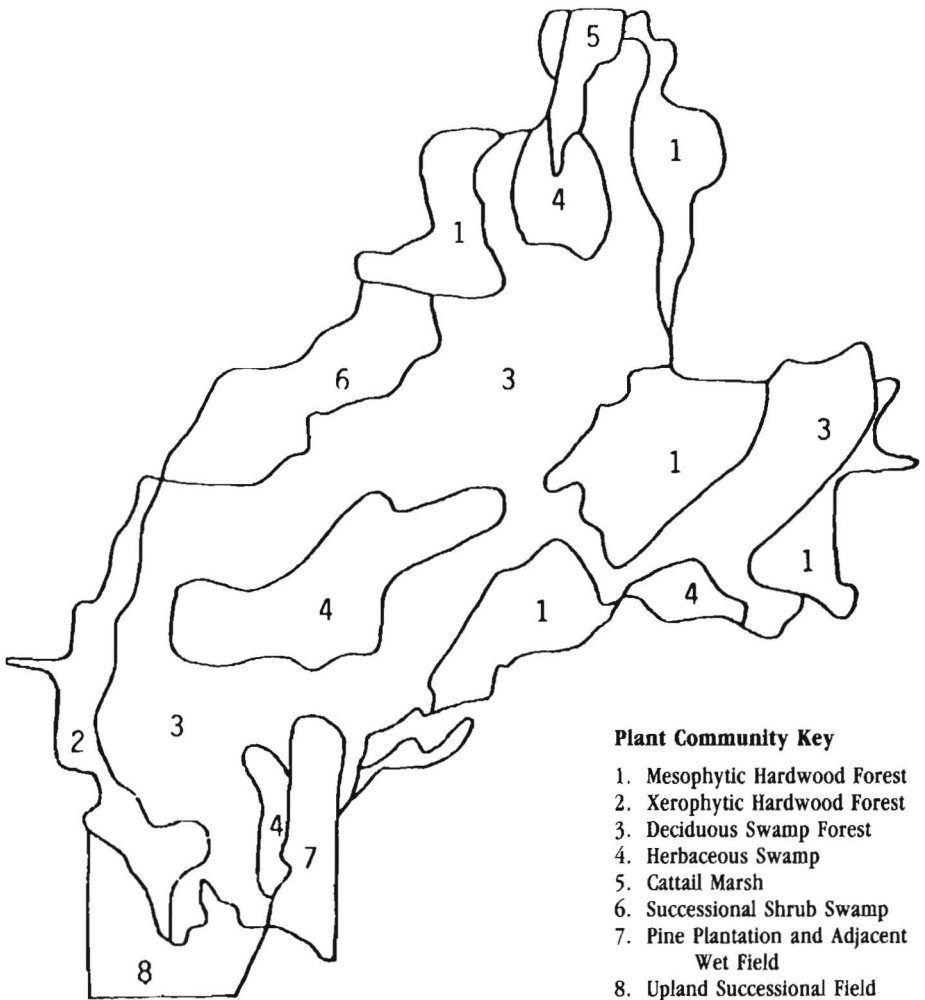 5
1
4
1
6
3
3
1
1
4
4
1
3
2
4
7
8
Plant Community Key
1. Mesophytic Hardwood Forest
2. Xerophytic Hardwood Forest
3. Deciduous Swamp Forest
4. Herbaceous Swamp
5. Cattail Marsh
6. Successional Shrub Swamp
7. Pine Plantation and Adjacent
Wet Field
8. Upland Successional Field